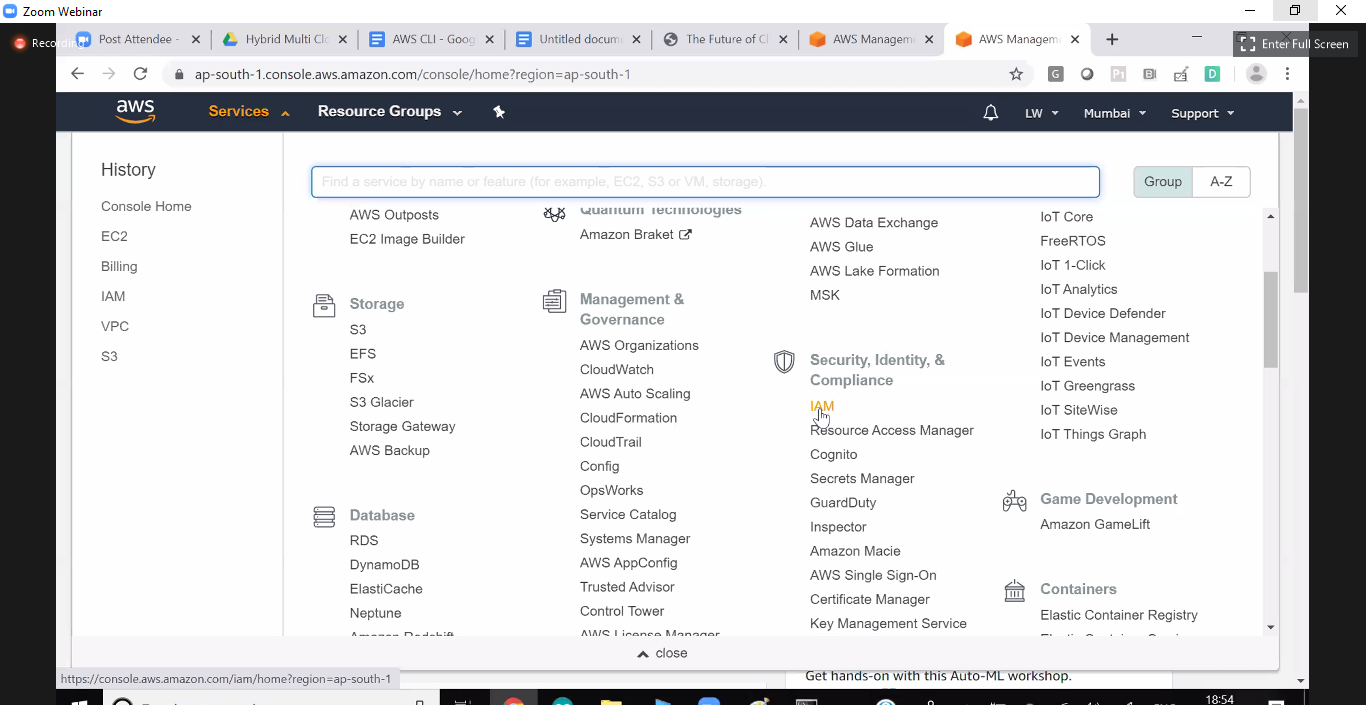 Zoom Webinar
Recording
Post Attendee -
Hybrid Multi Cl
AWS CLI - Goog
Untitled docum
The Future of C
AWS Managem
AWS Managem
Enter Full Screen
ap-south-1.console.aws.amazon.com/console/home?region=ap-south-1
aws
Services
Resource Groups
LW
Mumbai
Support
History
Console Home
EC2
Billing
IAM
VPC
S3
Find a service by name or feature (for example, EC2, S3 or VM, storage).
Group
A-Z
AWS Outposts
EC2 Image Builder
Storage
S3
EFS
FSx
S3 Glacier
Storage Gateway
AWS Backup
Database
RDS
DynamoDB
ElastiCache
Neptune
Amazon Redshift
Quantum Technologies
Amazon Braket
Management &
Governance
AWS Organizations
CloudWatch
AWS Auto Scaling
CloudFormation
CloudTrail
Config
OpsWorks
Service Catalog
Systems Manager
AWS AppConfig
Trusted Advisor
Control Tower
AWS License Manager
AWS Data Exchange
AWS Glue
AWS Lake Formation
MSK
Security, Identity, &
Compliance
IAM
Resource Access Manager
Cognito
Secrets Manager
GuardDuty
Inspector
Amazon Macie
AWS Single Sign-On
Certificate Manager
Key Management Service
IoT Core
FreeRTOS
IoT 1-Click
IoT Analytics
IoT Device Defender
IoT Device Management
IoT Events
IoT Greengrass
IoT SiteWise
IoT Things Graph
Game Development
Amazon GameLift
Containers
Elastic Container Registry
close
https://console.aws.amazon.com/iam/home?region=ap-south-1
Get hands-on with this Auto-ML workshop.
18:54